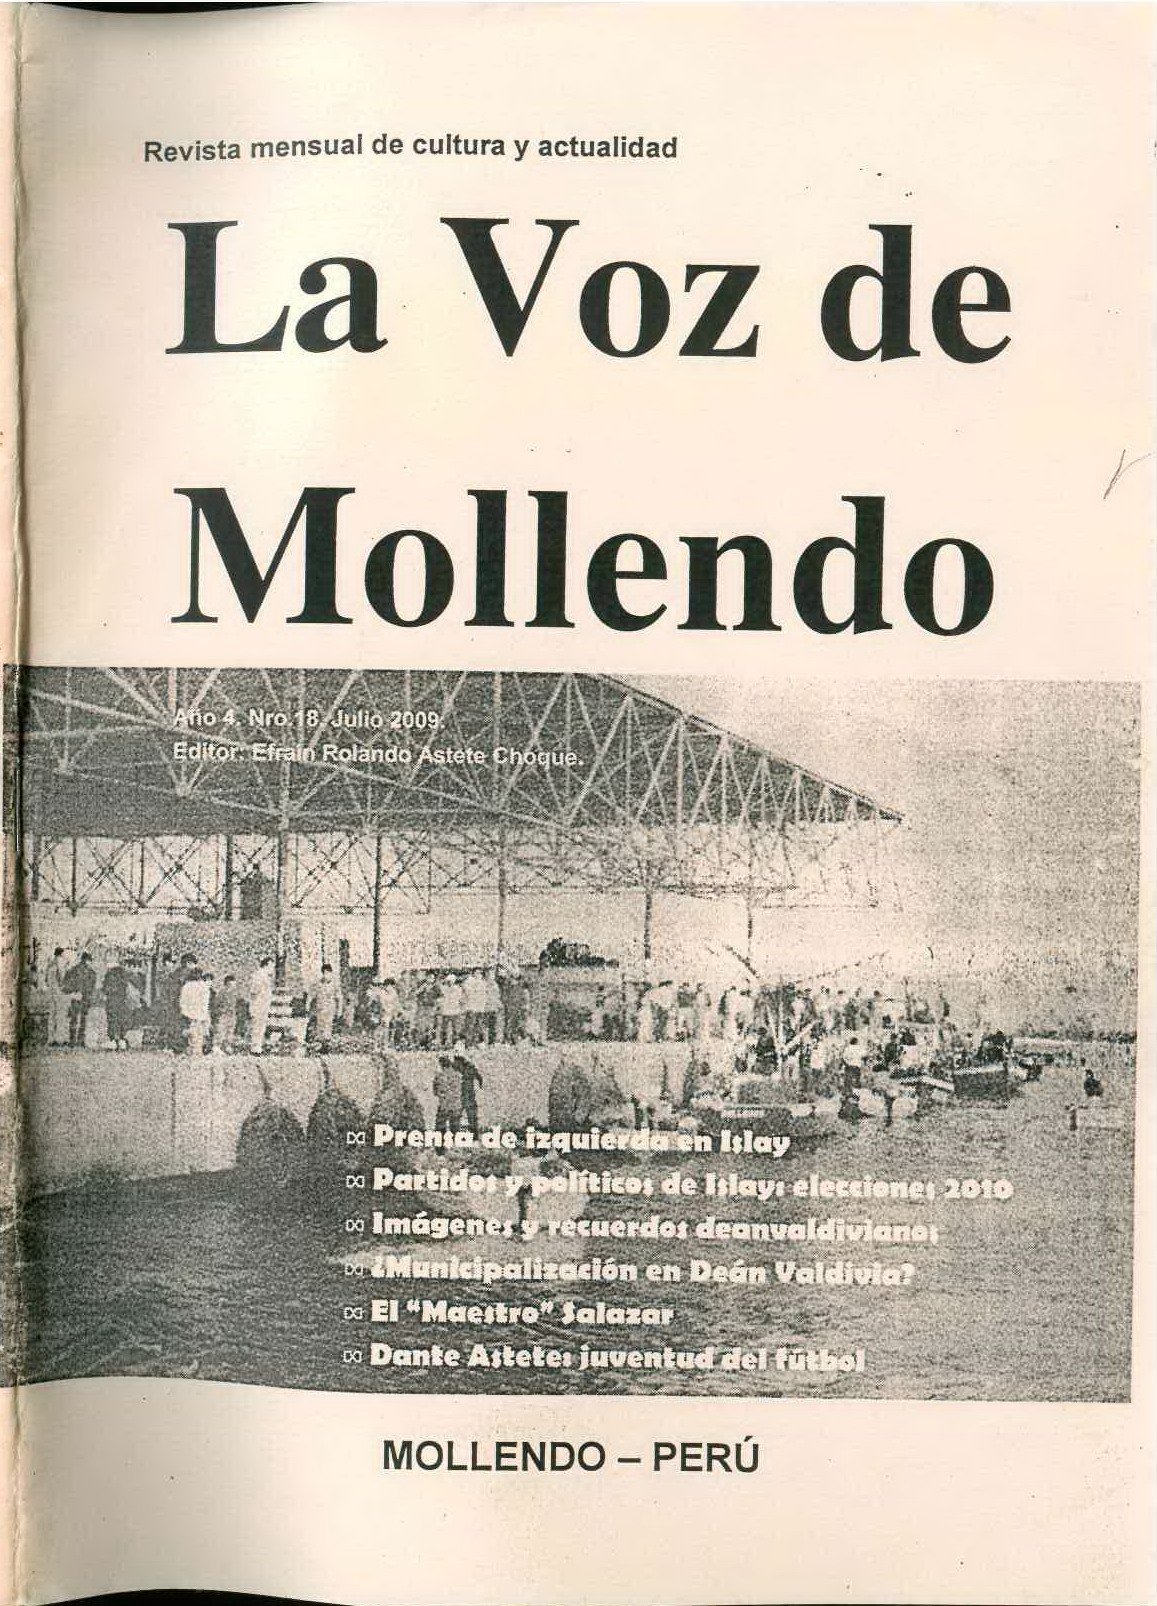 Revista mensual de cultura y actualidad
La Voz de
Mollendo
Año 4. Nro.18. Julio 2009.
Editor: Efraín Rolando Astete Choque.
Prensa de izquierda en Islay
Partidos y políticos de Islay: elecciones 2010
Imágenes y recuerdos deanvaldivianos
¿Municipalización en Deán Valdivia?
El "Maestro" Salazar
Dante Astete: juventud del fútbol
MOLLENDO – PERÚ